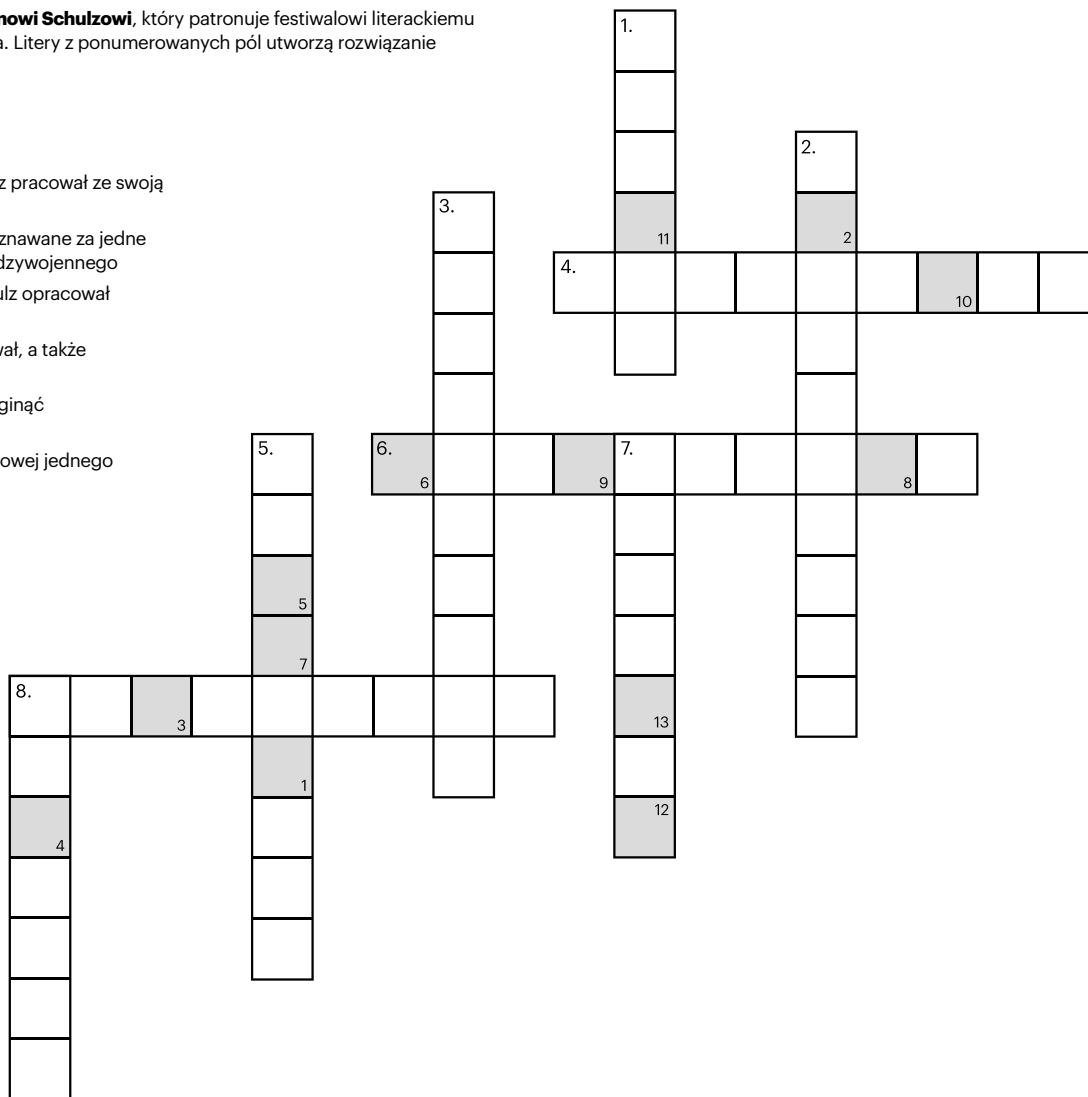 nowi Schulzowi, który patronuje festiwalowi literackiemu
. Litery z ponumerowanych pól utworzą rozwiązanie
z pracował ze swoją
znawane za jedne
dzywojennego
ulz opracował
wał, a także
ginąć
owej jednego
1.
2.
3.
11
2
4.
10
5.
6.
6
9
7.
8
5
7
8.
3
13
1
12
4